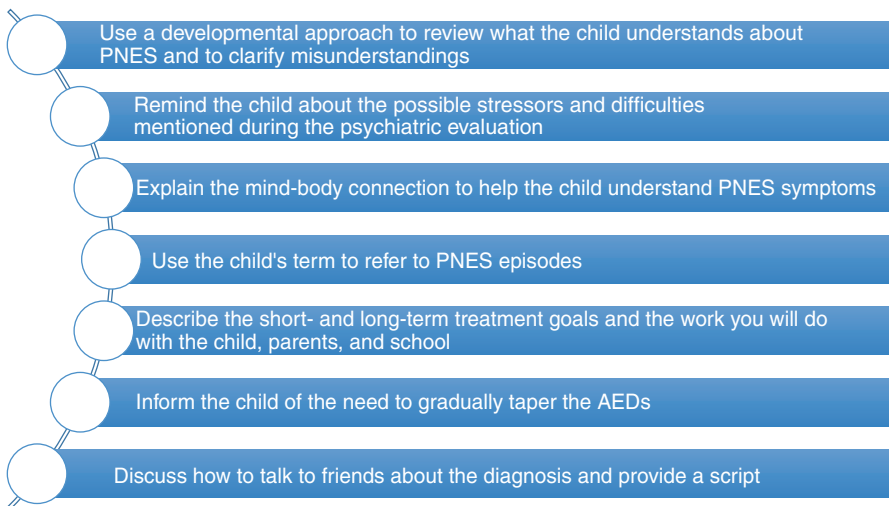 Use a developmental approach to review what the child understands about
PNES and to clarify misunderstandings
Remind the child about the possible stressors and difficulties
mentioned during the psychiatric evaluation
Explain the mind-body connection to help the child understand PNES symptoms
Use the child's term to refer to PNES episodes
Describe the short- and long-term treatment goals and the work you will do
with the child, parents, and school
Inform the child of the need to gradually taper the AEDs
Discuss how to talk to friends about the diagnosis and provide a script